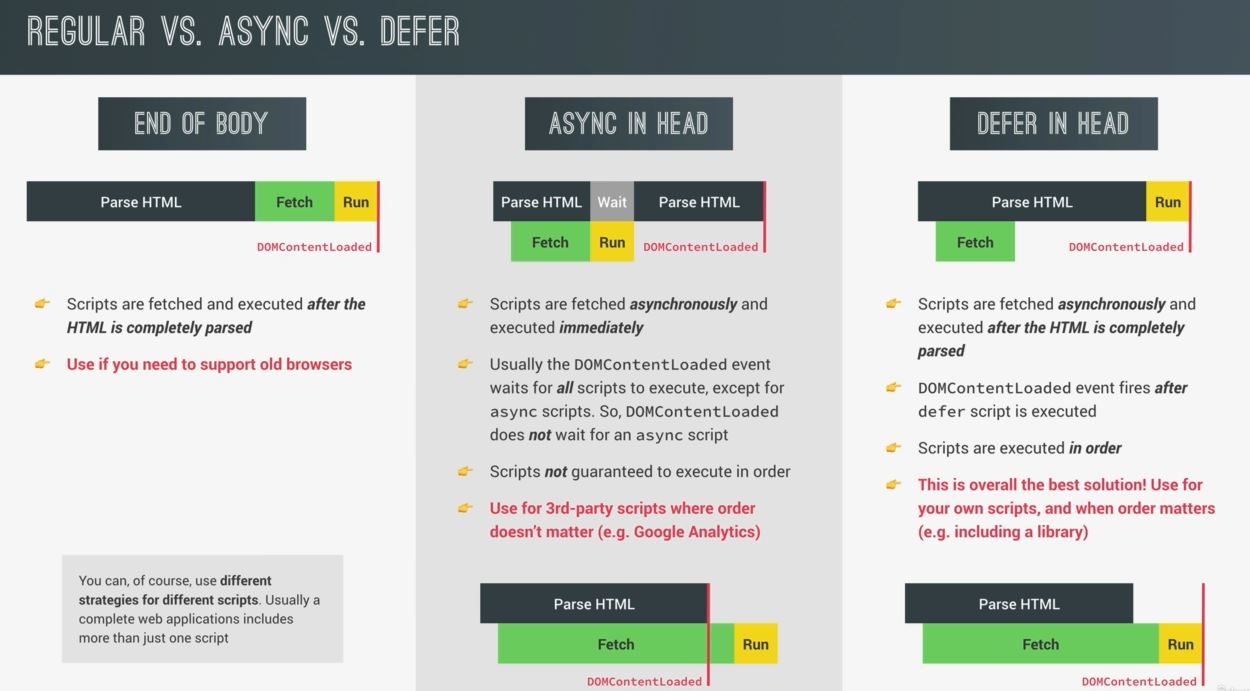 REGULAR VS. ASYNC VS. DEFER
END OF BODY
Parse HTML
Fetch
Run
DOMContentLoaded
👉 Scripts are fetched and executed after the
HTML is completely parsed
👉 Use if you need to support old browsers
You can, of course, use different
strategies for different scripts. Usually a
complete web applications includes
more than just one script
ASYNC IN HEAD
Parse HTML
Wait
Parse HTML
Fetch
Run
DOMContentLoaded
👉 Scripts are fetched asynchronously and
executed immediately
👉 Usually the DOMContentLoaded event
waits for all scripts to execute, except for
async scripts. So, DOMContentLoaded
does not wait for an async script
👉 Scripts not guaranteed to execute in order
👉 Use for 3rd-party scripts where order
doesn’t matter (e.g. Google Analytics)
Parse HTML
Fetch
Run
DOMContentLoaded
DEFER IN HEAD
Parse HTML
Run
Fetch
DOMContentLoaded
👉 Scripts are fetched asynchronously and
executed after the HTML is completely
parsed
👉 DOMContentLoaded event fires after
defer script is executed
👉 Scripts are executed in order
👉 This is overall the best solution! Use for
your own scripts, and when order matters
(e.g. including a library)
Parse HTML
Fetch
Run
DOMContentLoaded